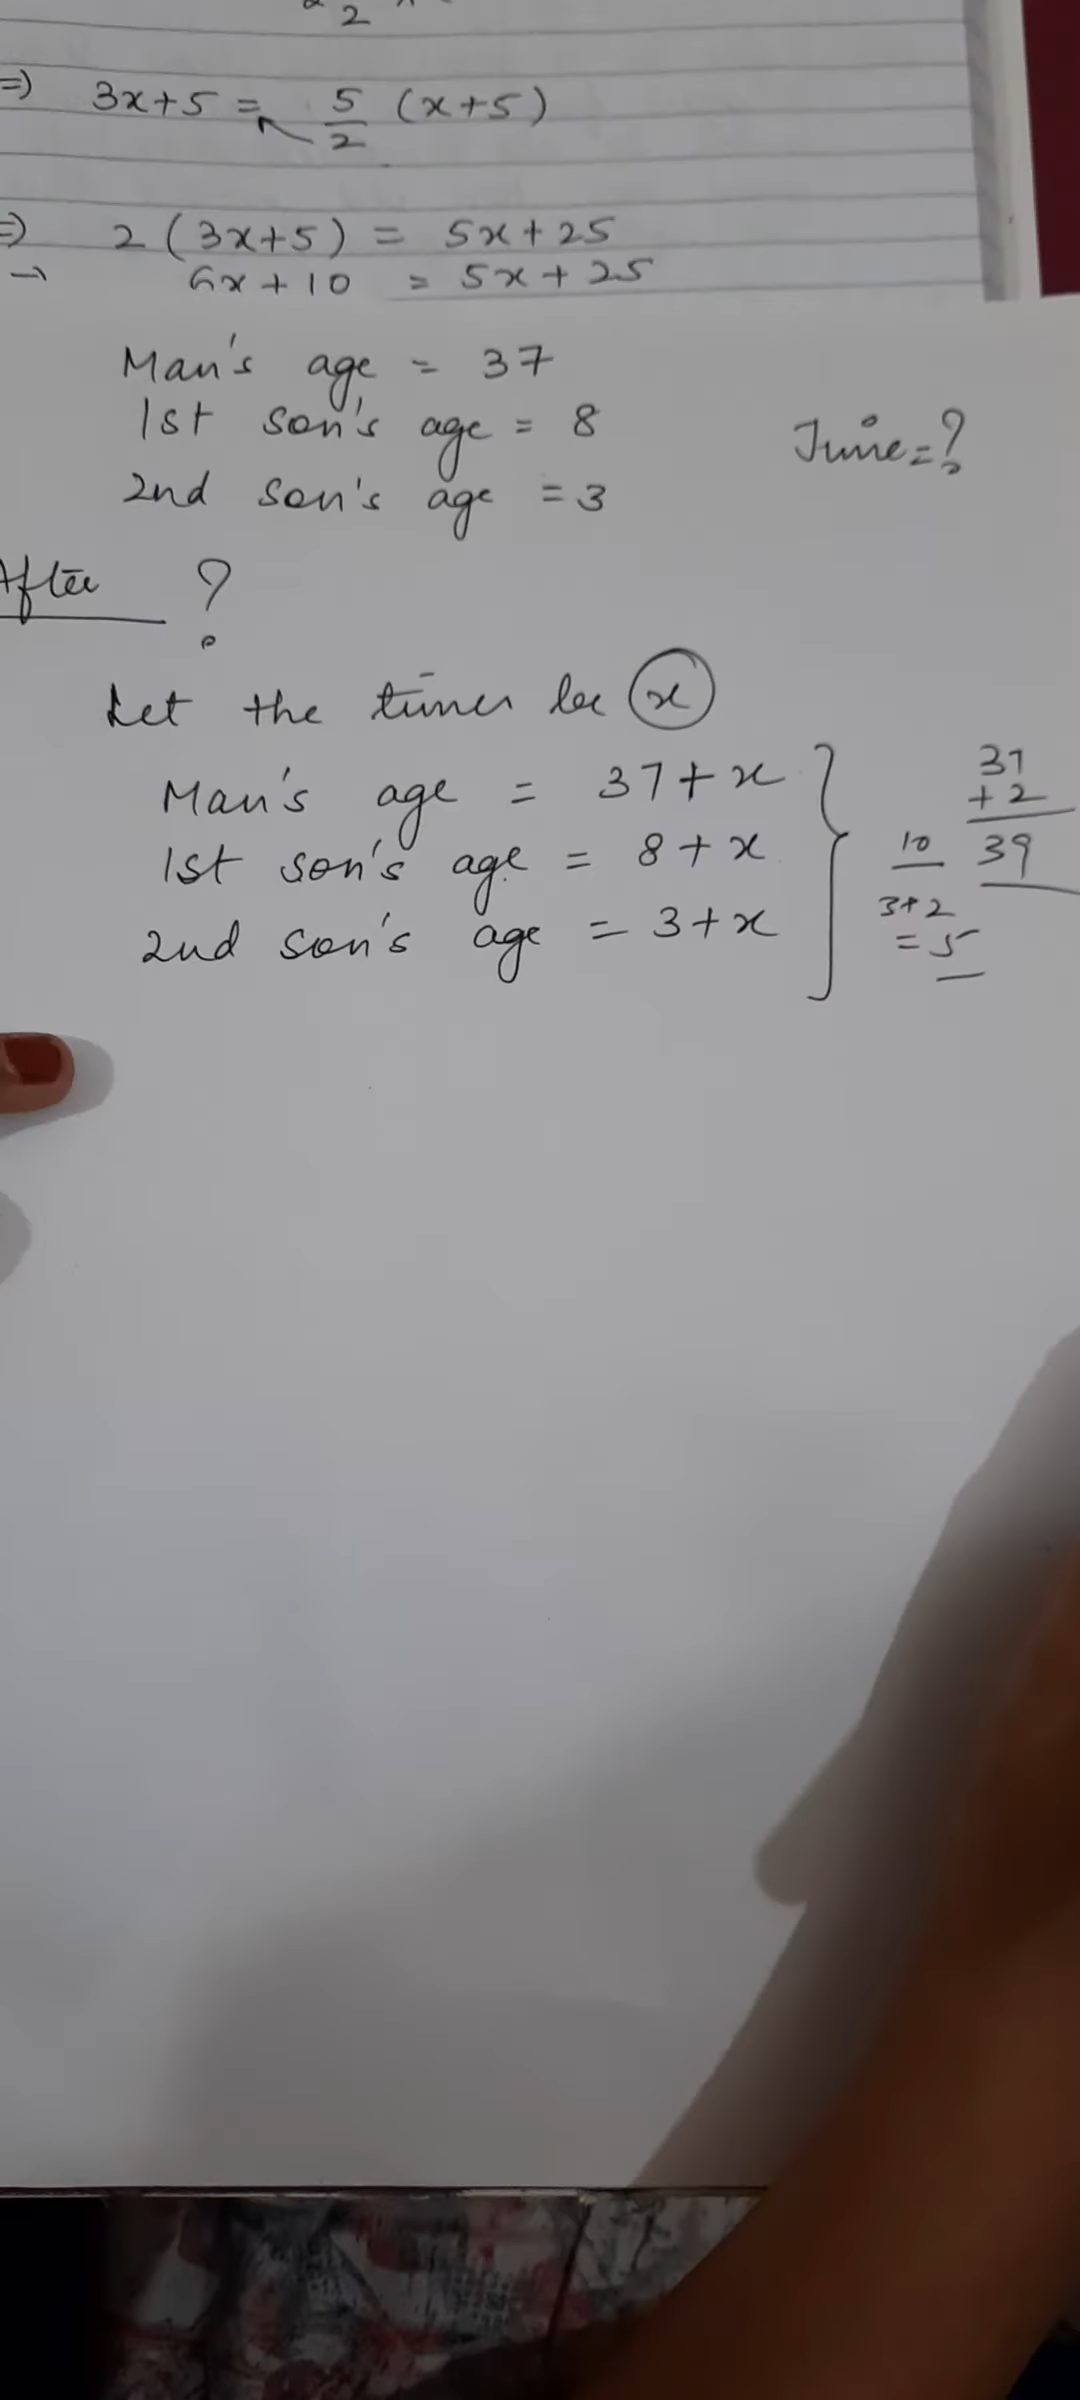 2
=> 3x+5 = 5/2 (x+5)
=> 2 (3x+5) = 5x+25
→ 6x+10 = 5x+25
Man's age = 37
1st son's age = 8
Time = ?
2nd son's age = 3
After ?
Let the times be x
Man's age = 37+x
1st son's age = 8+x
2nd son's age = 3+x
37
+2
39
10
3+2
=5